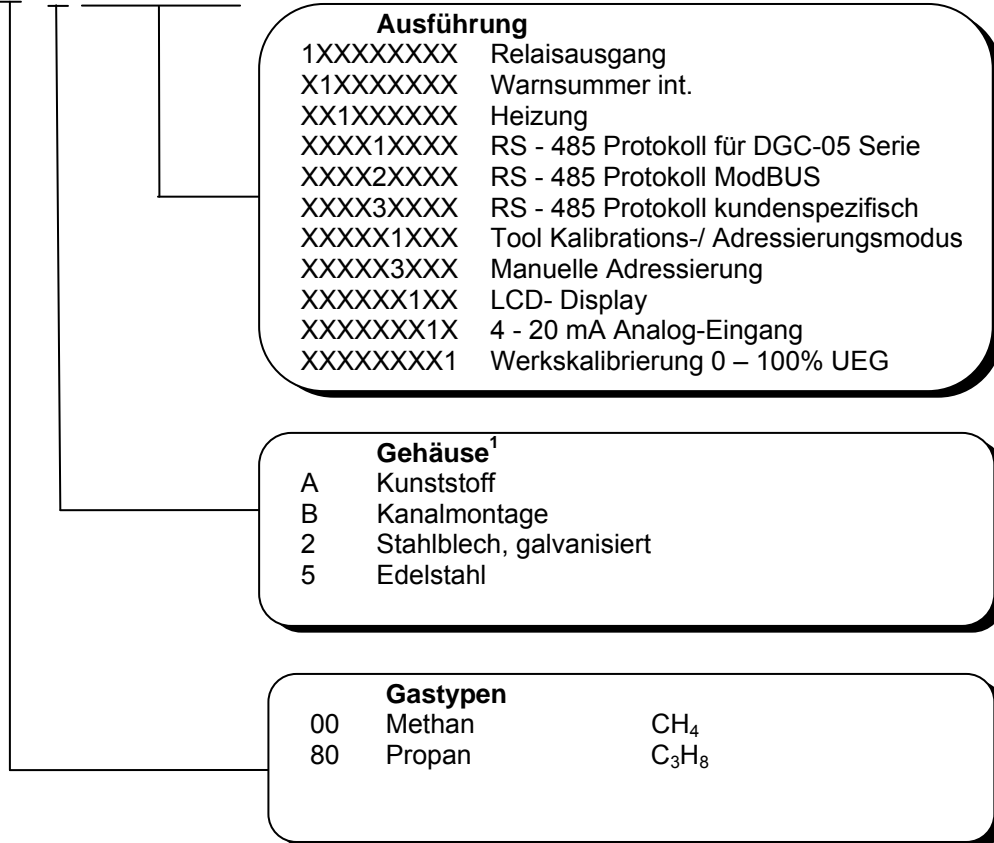 Ausführung
1XXXXXXXX Relaisausgang
X1XXXXXXX Warnsummer int.
XX1XXXXXX Heizung
XXXX1XXXX RS - 485 Protokoll für DGC-05 Serie
XXXX2XXXX RS - 485 Protokoll ModBUS
XXXX3XXXX RS - 485 Protokoll kundenspezifisch
XXXXX1XXX Tool Kalibrations-/ Adressierungsmodus
XXXXX3XXX Manuelle Adressierung
XXXXXX1XX LCD- Display
XXXXXXX1X 4 - 20 mA Analog-Eingang
XXXXXXXX1 Werkskalibrierung 0 – 100% UEG
Gehäuse¹
A Kunststoff
B Kanalmontage
2 Stahlblech, galvanisiert
5 Edelstahl
Gastypen
00 Methan CH₄
80 Propan C₃H₈